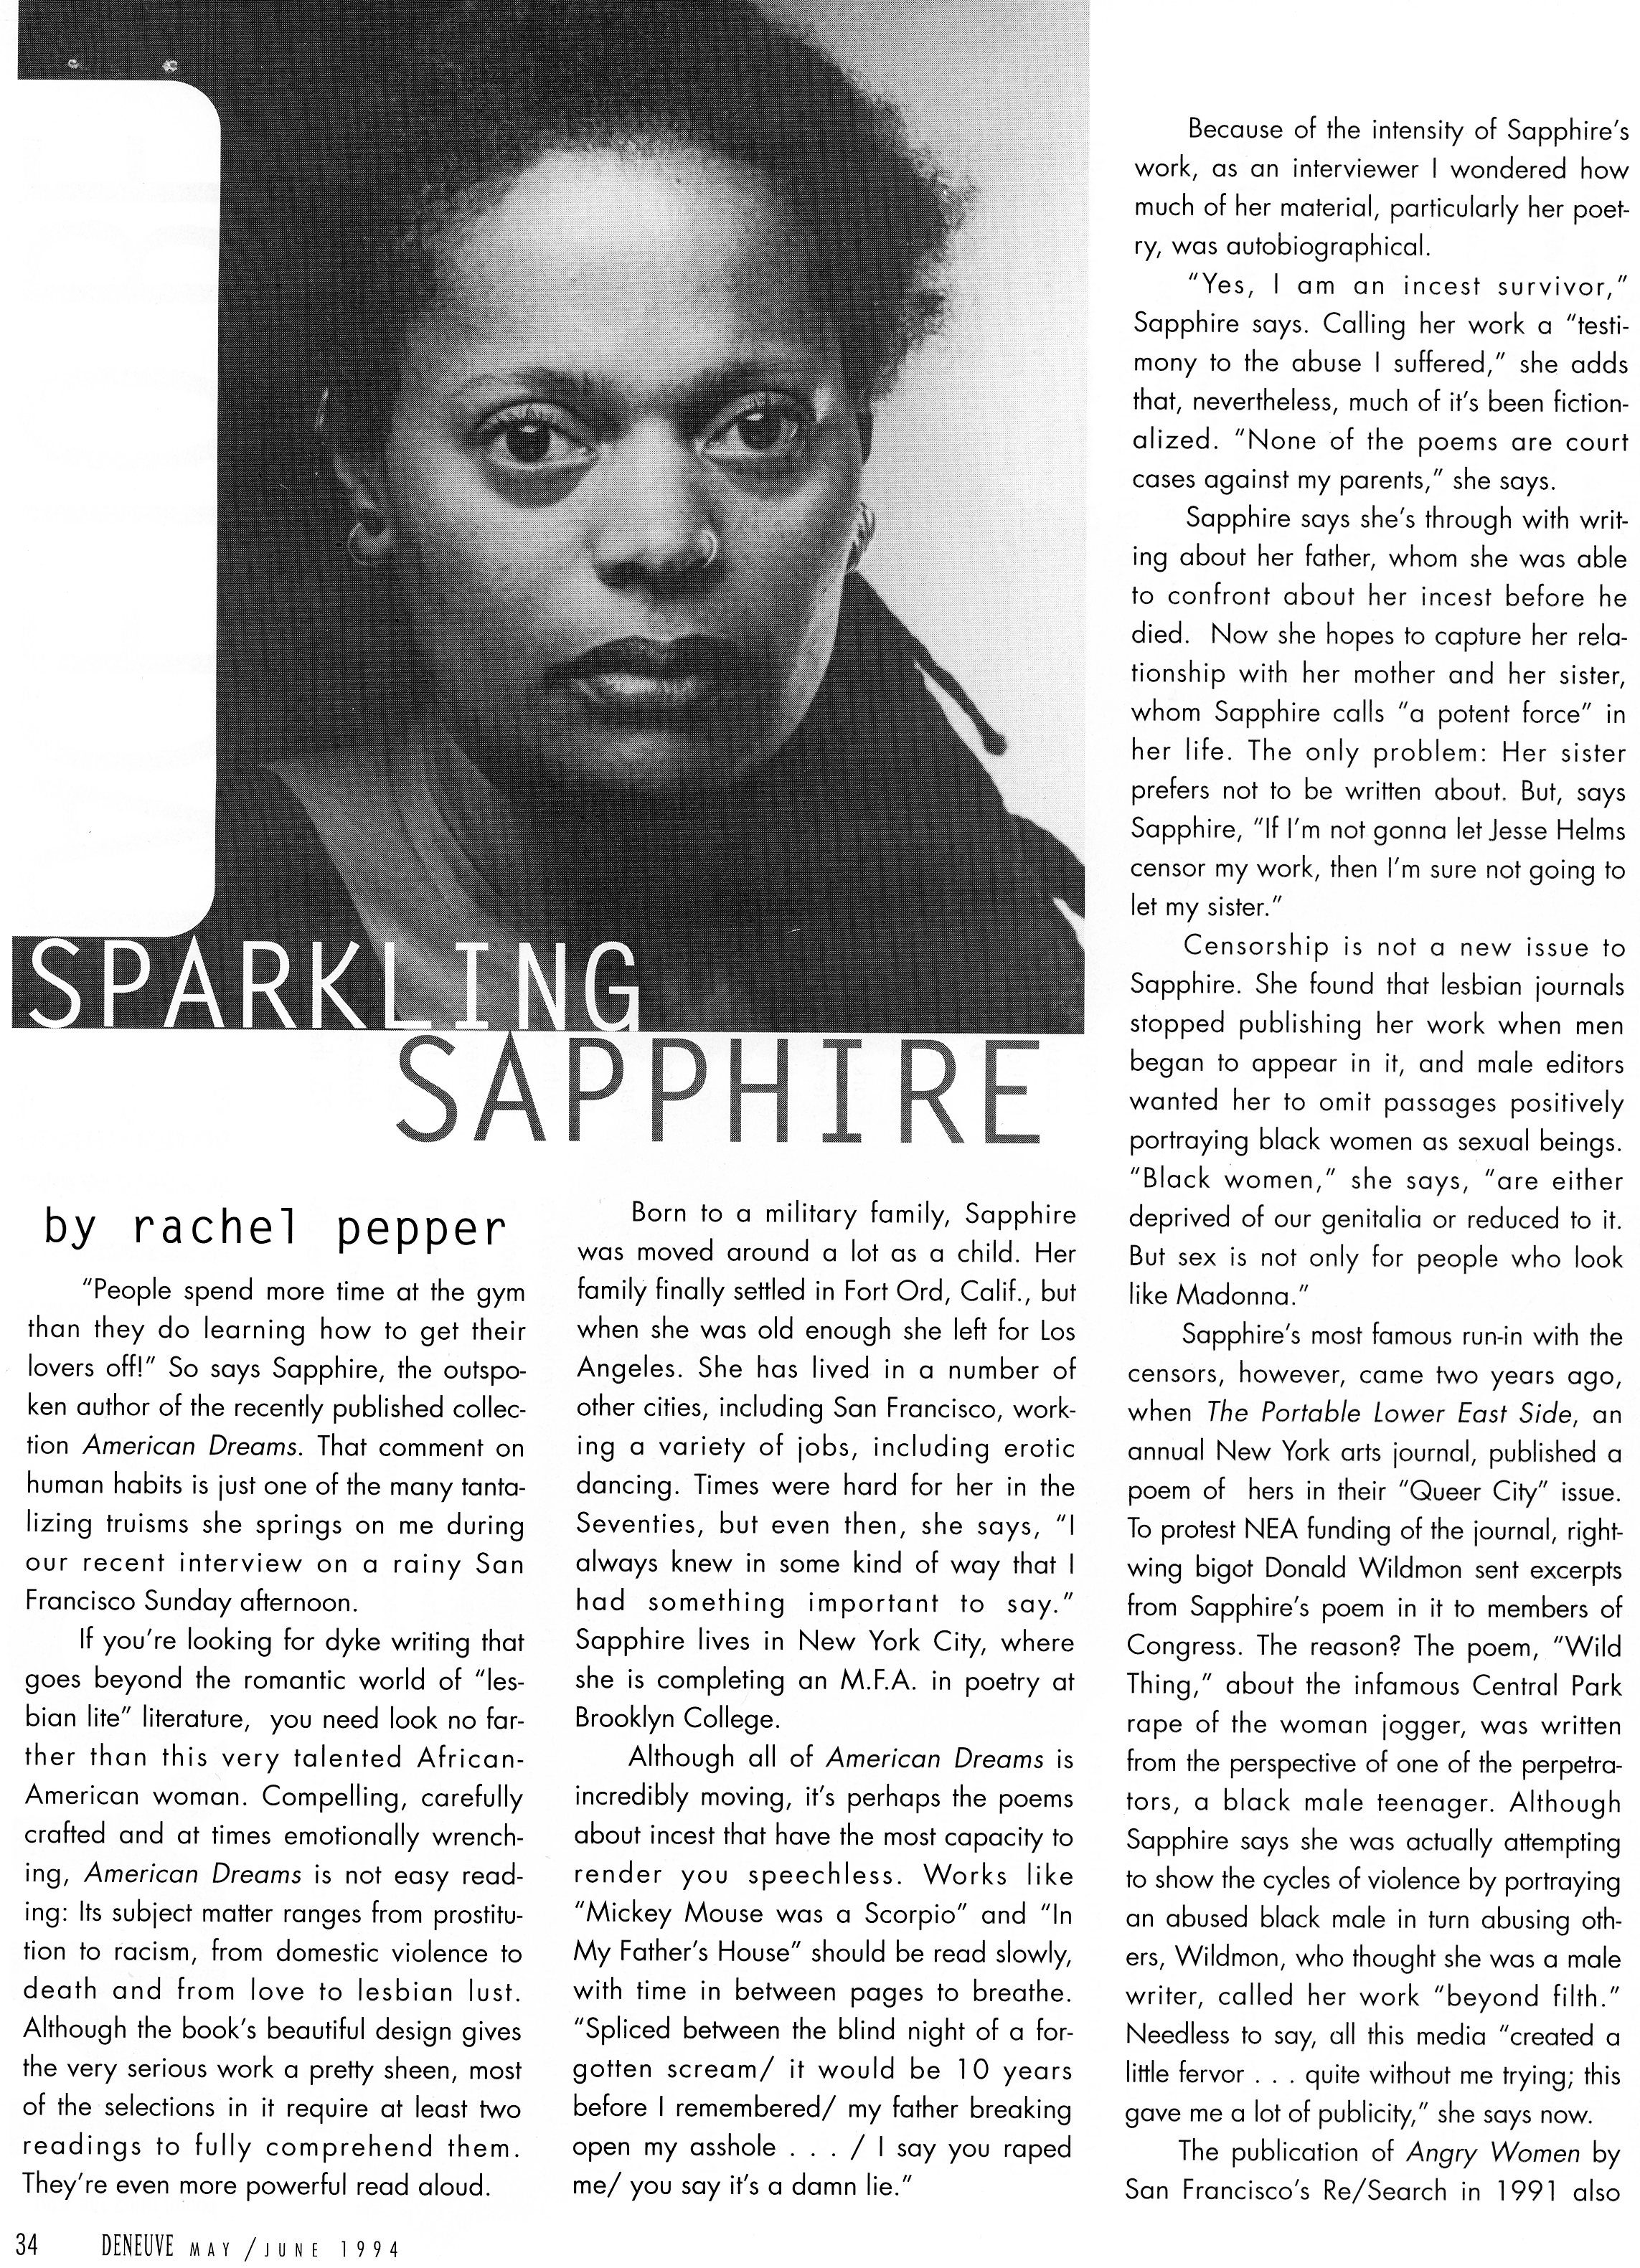 SPARKLING
SAPPHIRE
by rachel pepper
"People spend more time at the gym
than they do learning how to get their
lovers off!" So says Sapphire, the outspo-
ken author of the recently published collec-
tion American Dreams. That comment on
human habits is just one of the many tanta-
lizing truisms she springs on me during
our recent interview on a rainy San
Francisco Sunday afternoon.
If you're looking for dyke writing that
goes beyond the romantic world of "les-
bian lite" literature, you need look no far-
ther than this very talented African-
American woman. Compelling, carefully
crafted and at times emotionally wrench-
ing, American Dreams is not easy read-
ing: Its subject matter ranges from prostitu-
tion to racism, from domestic violence to
death and from love to lesbian lust.
Although the book's beautiful design gives
the very serious work a pretty sheen, most
of the selections in it require at least two
readings to fully comprehend them.
They're even more powerful read aloud.
Born to a military family, Sapphire
was moved around a lot as a child. Her
family finally settled in Fort Ord, Calif., but
when she was old enough she left for Los
Angeles. She has lived in a number of
other cities, including San Francisco, work-
ing a variety of jobs, including erotic
dancing. Times were hard for her in the
Seventies, but even then, she says, "I
always knew in some kind of way that I
had something important to say."
Sapphire lives in New York City, where
she is completing an M.F.A. in poetry at
Brooklyn College.
Although all of American Dreams is
incredibly moving, it's perhaps the poems
about incest that have the most capacity to
render you speechless. Works like
"Mickey Mouse was a Scorpio" and "In
My Father's House" should be read slowly,
with time in between pages to breathe.
"Spliced between the blind night of a for-
gotten scream/ it would be 10 years
before I remembered/ my father breaking
open my asshole . . . / I say you raped
me/ you say it's a damn lie."
Because of the intensity of Sapphire's
work, as an interviewer I wondered how
much of her material, particularly her poet-
ry, was autobiographical.
"Yes, I am an incest survivor,"
Sapphire says. Calling her work a "testi-
mony to the abuse I suffered," she adds
that, nevertheless, much of it's been fiction-
alized. "None of the poems are court
cases against my parents," she says.
Sapphire says she's through with writ-
ing about her father, whom she was able
to confront about her incest before he
died. Now she hopes to capture her rela-
tionship with her mother and her sister,
whom Sapphire calls "a potent force" in
her life. The only problem: Her sister
prefers not to be written about. But, says
Sapphire, "If I'm not gonna let Jesse Helms
censor my work, then I'm sure not going to
let my sister."
Censorship is not a new issue to
Sapphire. She found that lesbian journals
stopped publishing her work when men
began to appear in it, and male editors
wanted her to omit passages positively
portraying black women as sexual beings.
"Black women," she says, "are either
deprived of our genitalia or reduced to it.
But sex is not only for people who look
like Madonna."
Sapphire's most famous run-in with the
censors, however, came two years ago,
when The Portable Lower East Side, an
annual New York arts journal, published a
poem of hers in their "Queer City" issue.
To protest NEA funding of the journal, right-
wing bigot Donald Wildmon sent excerpts
from Sapphire's poem in it to members of
Congress. The reason? The poem, "Wild
Thing," about the infamous Central Park
rape of the woman jogger, was written
from the perspective of one of the perpetra-
tors, a black male teenager. Although
Sapphire says she was actually attempting
to show the cycles of violence by portraying
an abused black male in turn abusing oth-
ers, Wildmon, who thought she was a male
writer, called her work "beyond filth."
Needless to say, all this media "created a
little fervor . . . quite without me trying; this
gave me a lot of publicity," she says now.
The publication of Angry Women by
San Francisco's Re/Search in 1991 also
34 DENEUVE MAY/JUNE 1994